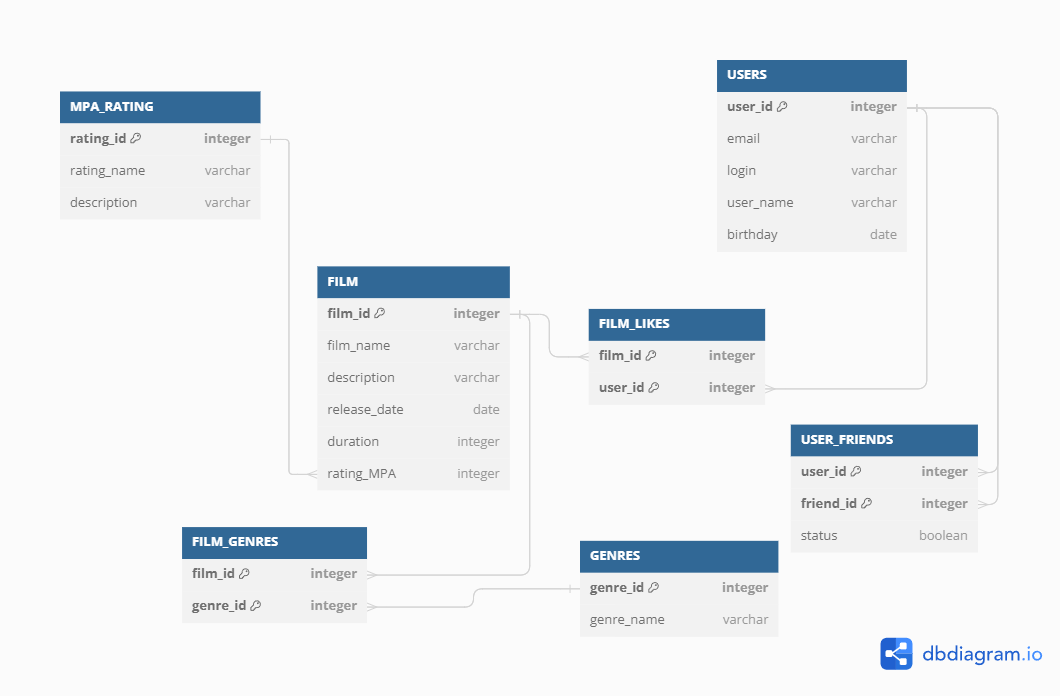 MPA_RATING
rating_id integer
rating_name varchar
description varchar
USERS
user_id integer
email varchar
login varchar
user_name varchar
birthday date
FILM
film_id integer
film_name varchar
description varchar
release_date date
duration integer
rating_MPA integer
FILM_LIKES
film_id integer
user_id integer
USER_FRIENDS
user_id integer
friend_id integer
status boolean
FILM_GENRES
film_id integer
genre_id integer
GENRES
genre_id integer
genre_name varchar
dbdiagram.io